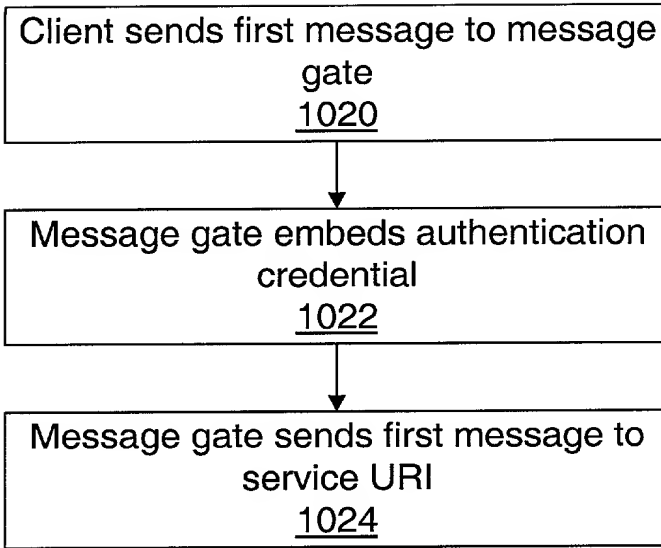 Client sends first message to message
gate
1020
Message gate embeds authentication
credential
1022
Message gate sends first message to
service URI
1024